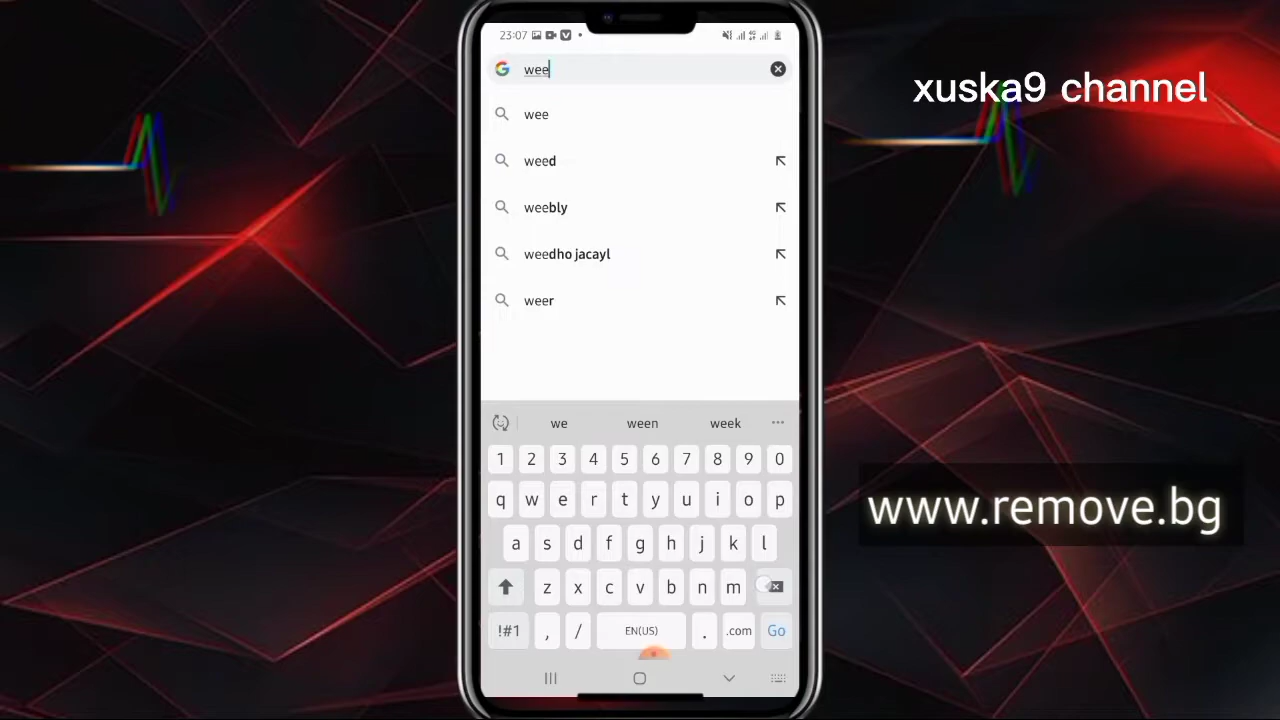 23:07
wee
xuska9 channel
wee
weed
weebly
weedho jacayl
weer
we ween week
1 2 3 4 5 6 7 8 9 0
q w e r t y u i o p
www.remove.bg
a s d f g h j k l
z x c v b n m
!#1 , / EN(US) . .com Go